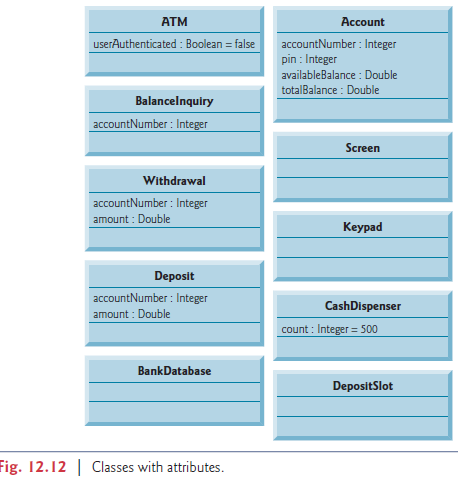 ATM
userAuthenticated : Boolean = false
BalanceInquiry
accountNumber : Integer
Withdrawal
accountNumber : Integer
amount : Double
Deposit
accountNumber : Integer
amount : Double
BankDatabase
Account
accountNumber : Integer
pin : Integer
availableBalance : Double
totalBalance : Double
Screen
Keypad
CashDispenser
count : Integer = 500
DepositSlot
Fig. 12.12 | Classes with attributes.